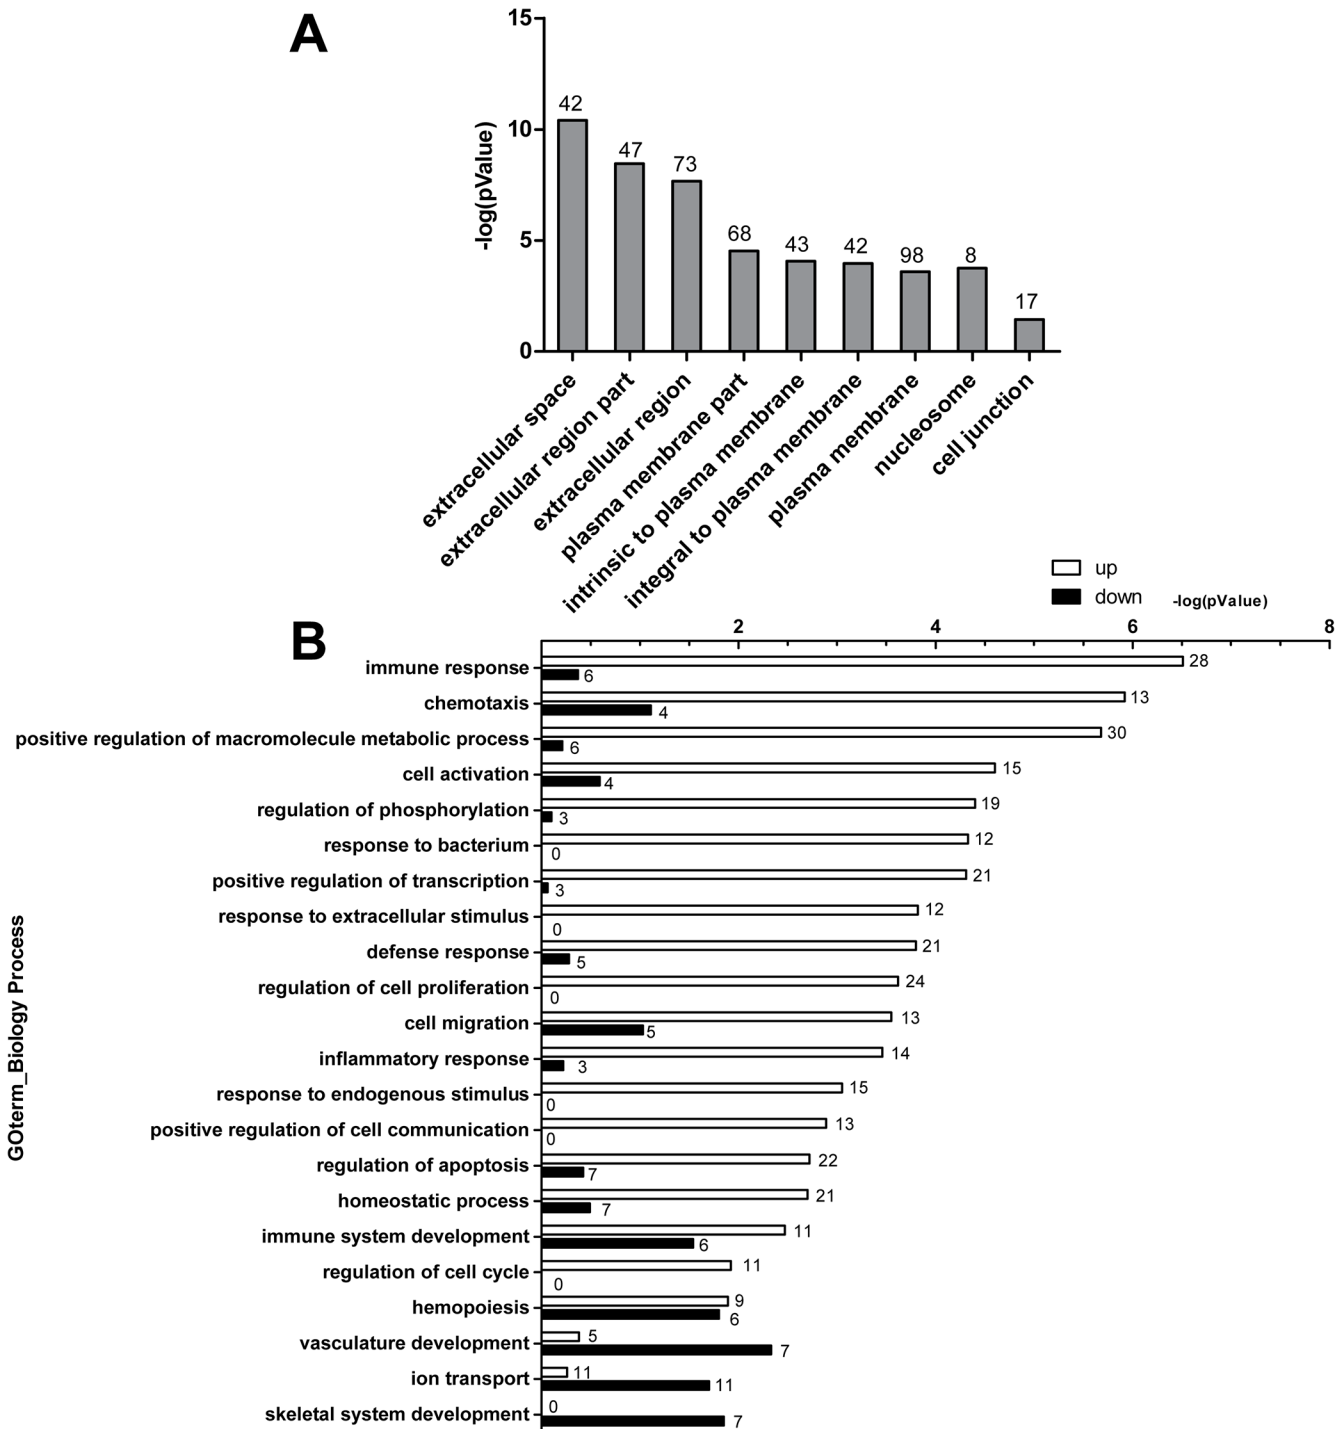 A
-log(pValue)
15
10
5
0
42
47
73
68
43
42
98
8
17
extracellular space
extracellular region part
extracellular region
plasma membrane part
intrinsic to plasma membrane
integral to plasma membrane
plasma membrane
nucleosome
cell junction
up
down
-log(pValue)
B
2 4 6 8
GOterm_Biology Process
immune response 28
6
chemotaxis 13
4
positive regulation of macromolecule metabolic process 30
6
cell activation 15
4
regulation of phosphorylation 19
3
response to bacterium 12
0
positive regulation of transcription 21
3
response to extracellular stimulus 12
0
defense response 21
5
regulation of cell proliferation 24
0
cell migration 13
5
inflammatory response 14
3
response to endogenous stimulus 15
0
positive regulation of cell communication 13
0
regulation of apoptosis 22
7
homeostatic process 21
7
immune system development 11
6
regulation of cell cycle 11
0
hemopoiesis 9
6
vasculature development 5
7
ion transport 11
11
skeletal system development 0
7